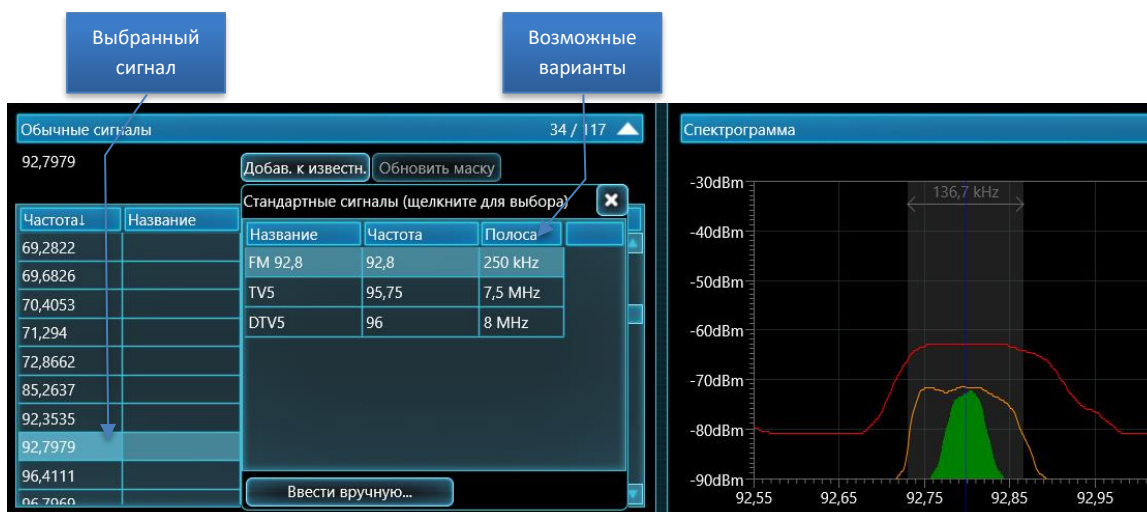 Выбранный
сигнал
Возможные
варианты
Обычные сигналы 34 / 117
92,7979
Добав. к известн. Обновить маску
Стандартные сигналы (щелкните для выбора)
Частота↓ Название
69,2822
69,6826
70,4053
71,294
72,8662
85,2637
92,3535
92,7979
96,4111
96,7969
Название Частота Полоса
FM 92,8 92,8 250 kHz
TV5 95,75 7,5 MHz
DTV5 96 8 MHz
Ввести вручную...
Спектрограмма
136,7 kHz
-30dBm
-40dBm
-50dBm
-60dBm
-70dBm
-80dBm
-90dBm
92,55 92,65 92,75 92,85 92,95